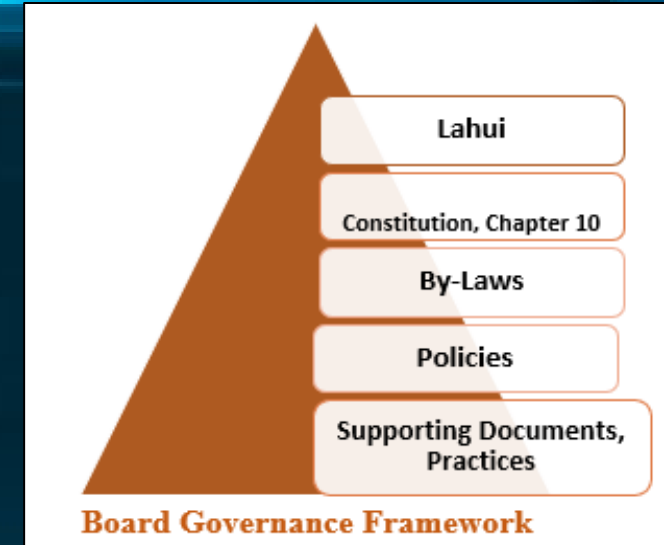 Lahui
Constitution, Chapter 10
By-Laws
Policies
Supporting Documents,
Practices
Board Governance Framework